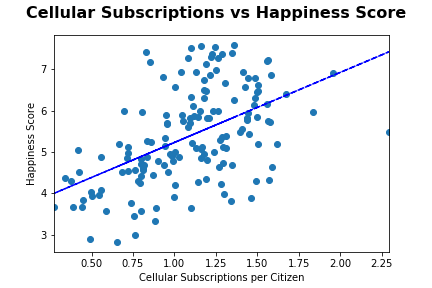 Cellular Subscriptions vs Happiness Score
Happiness Score
7
6
5
4
3
0.50 0.75 1.00 1.25 1.50 1.75 2.00 2.25
Cellular Subscriptions per Citizen